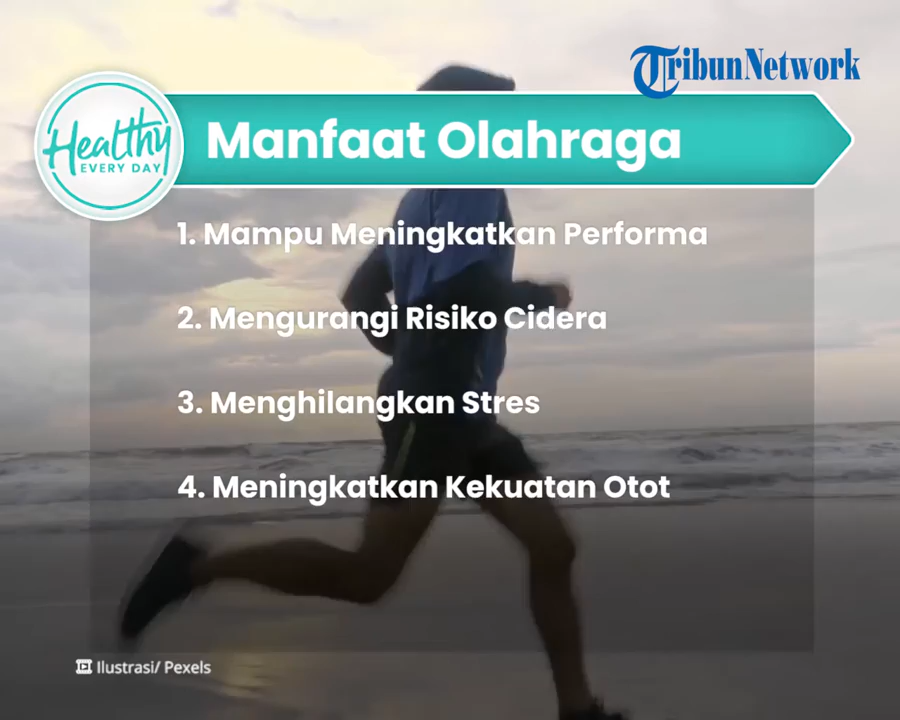 TribunNetwork
Healthy
EVERY DAY
Manfaat Olahraga
1. Mampu Meningkatkan Performa
2. Mengurangi Risiko Cidera
3. Menghilangkan Stres
4. Meningkatkan Kekuatan Otot
Ilustrasi/ Pexels